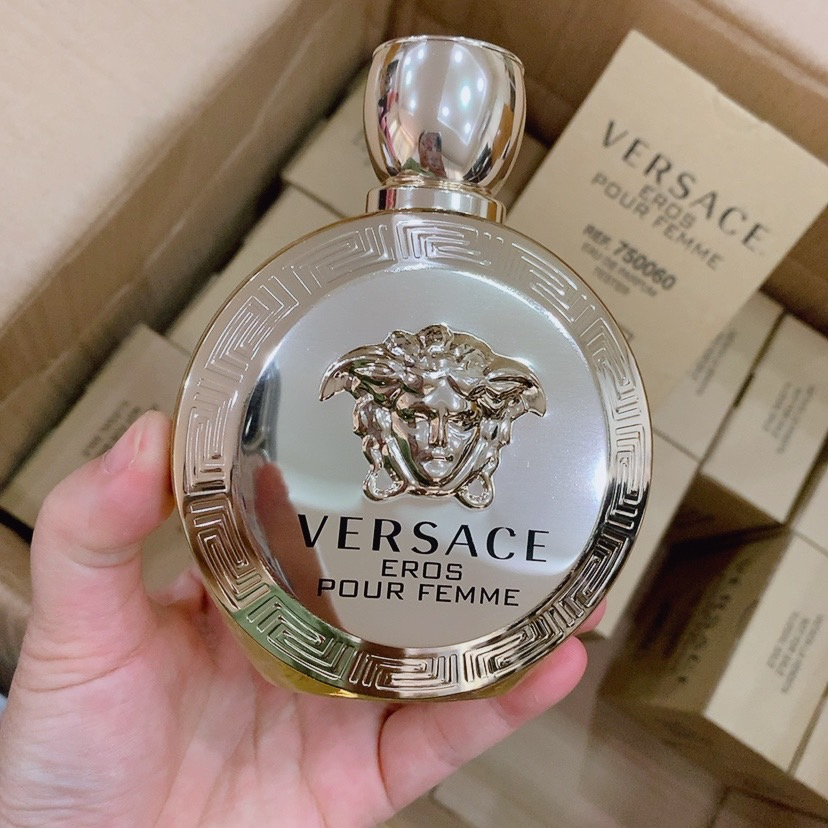 VERSACE
EROS
POUR FEMME
VERSACE
EROS
POUR FEMME
REF. 750060
EAU DE PARFUM
TESTER